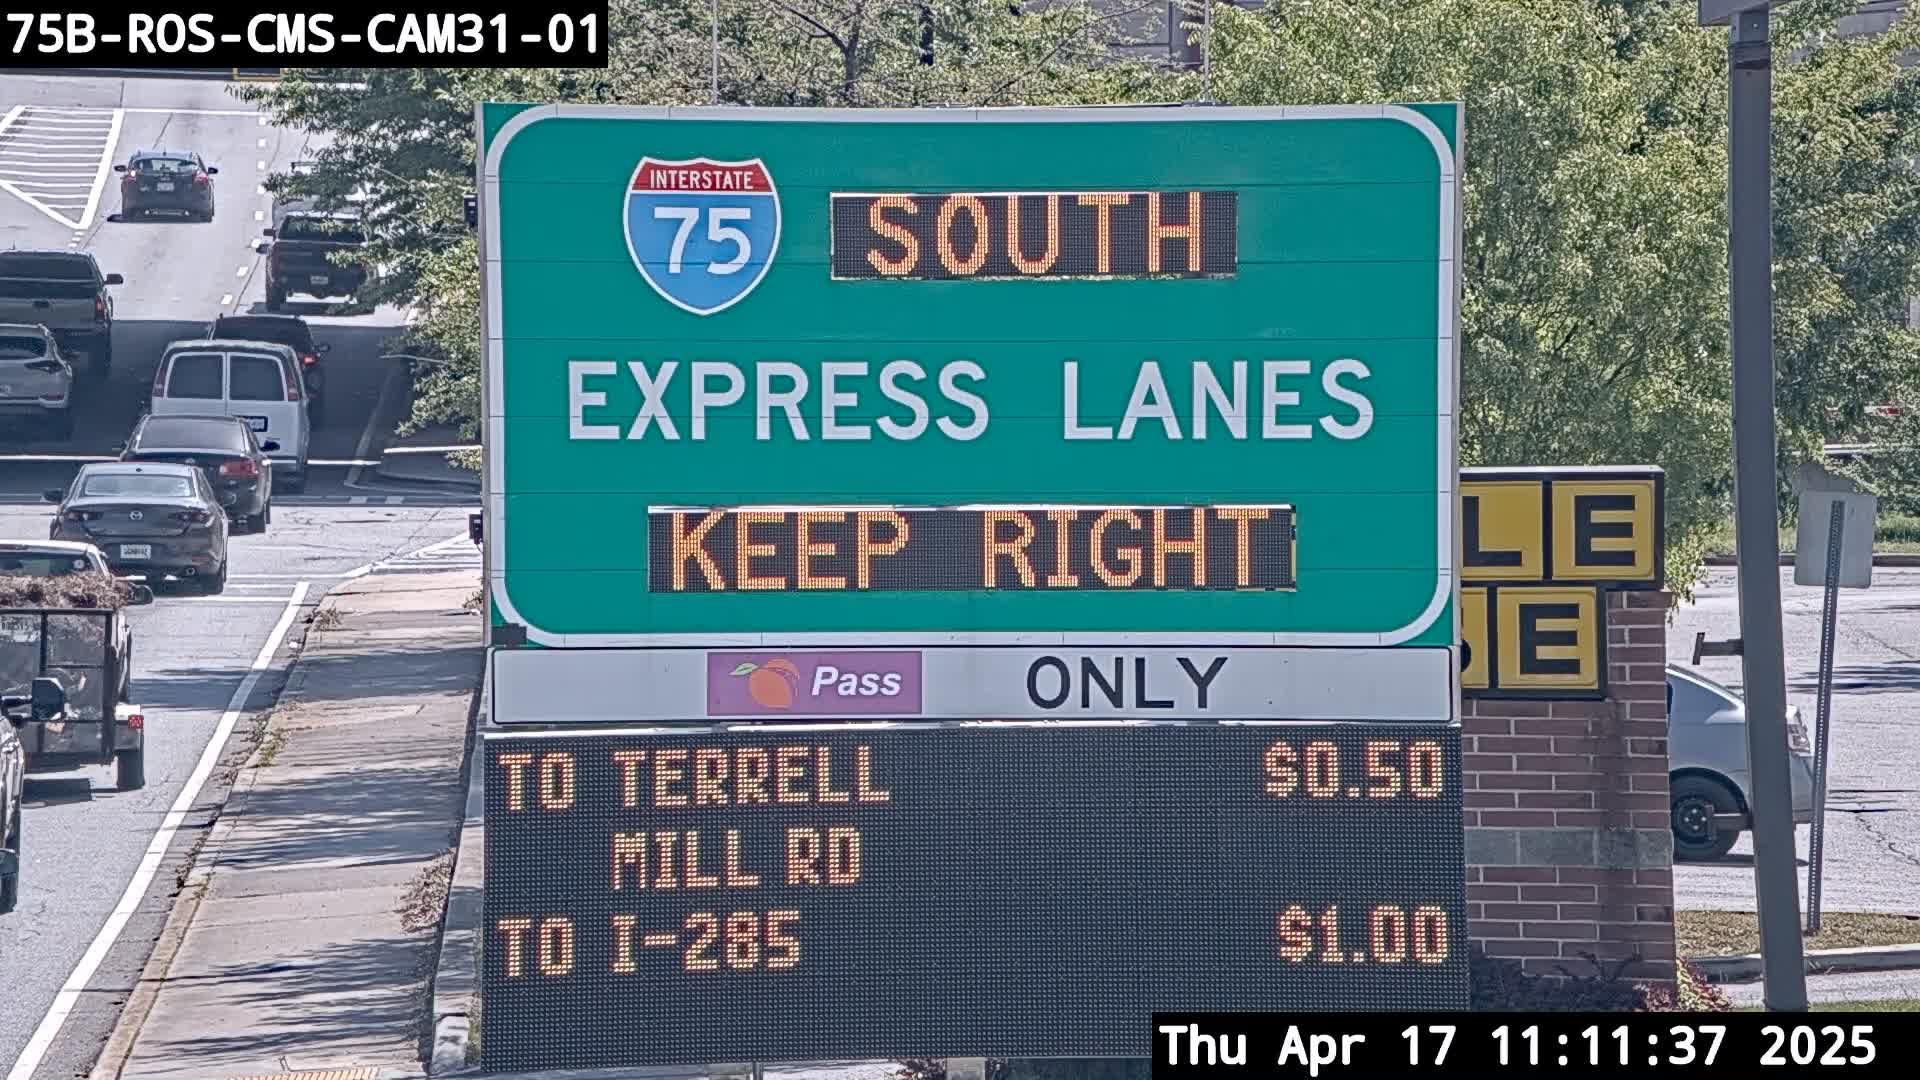 75B-ROS-CMS-CAM31-01
INTERSTATE
75
SOUTH
EXPRESS LANES
KEEP RIGHT
Pass ONLY
TO TERRELL $0.50
MILL RD
TO I-285 $1.00
LE
E
Thu Apr 17 11:11:37 2025